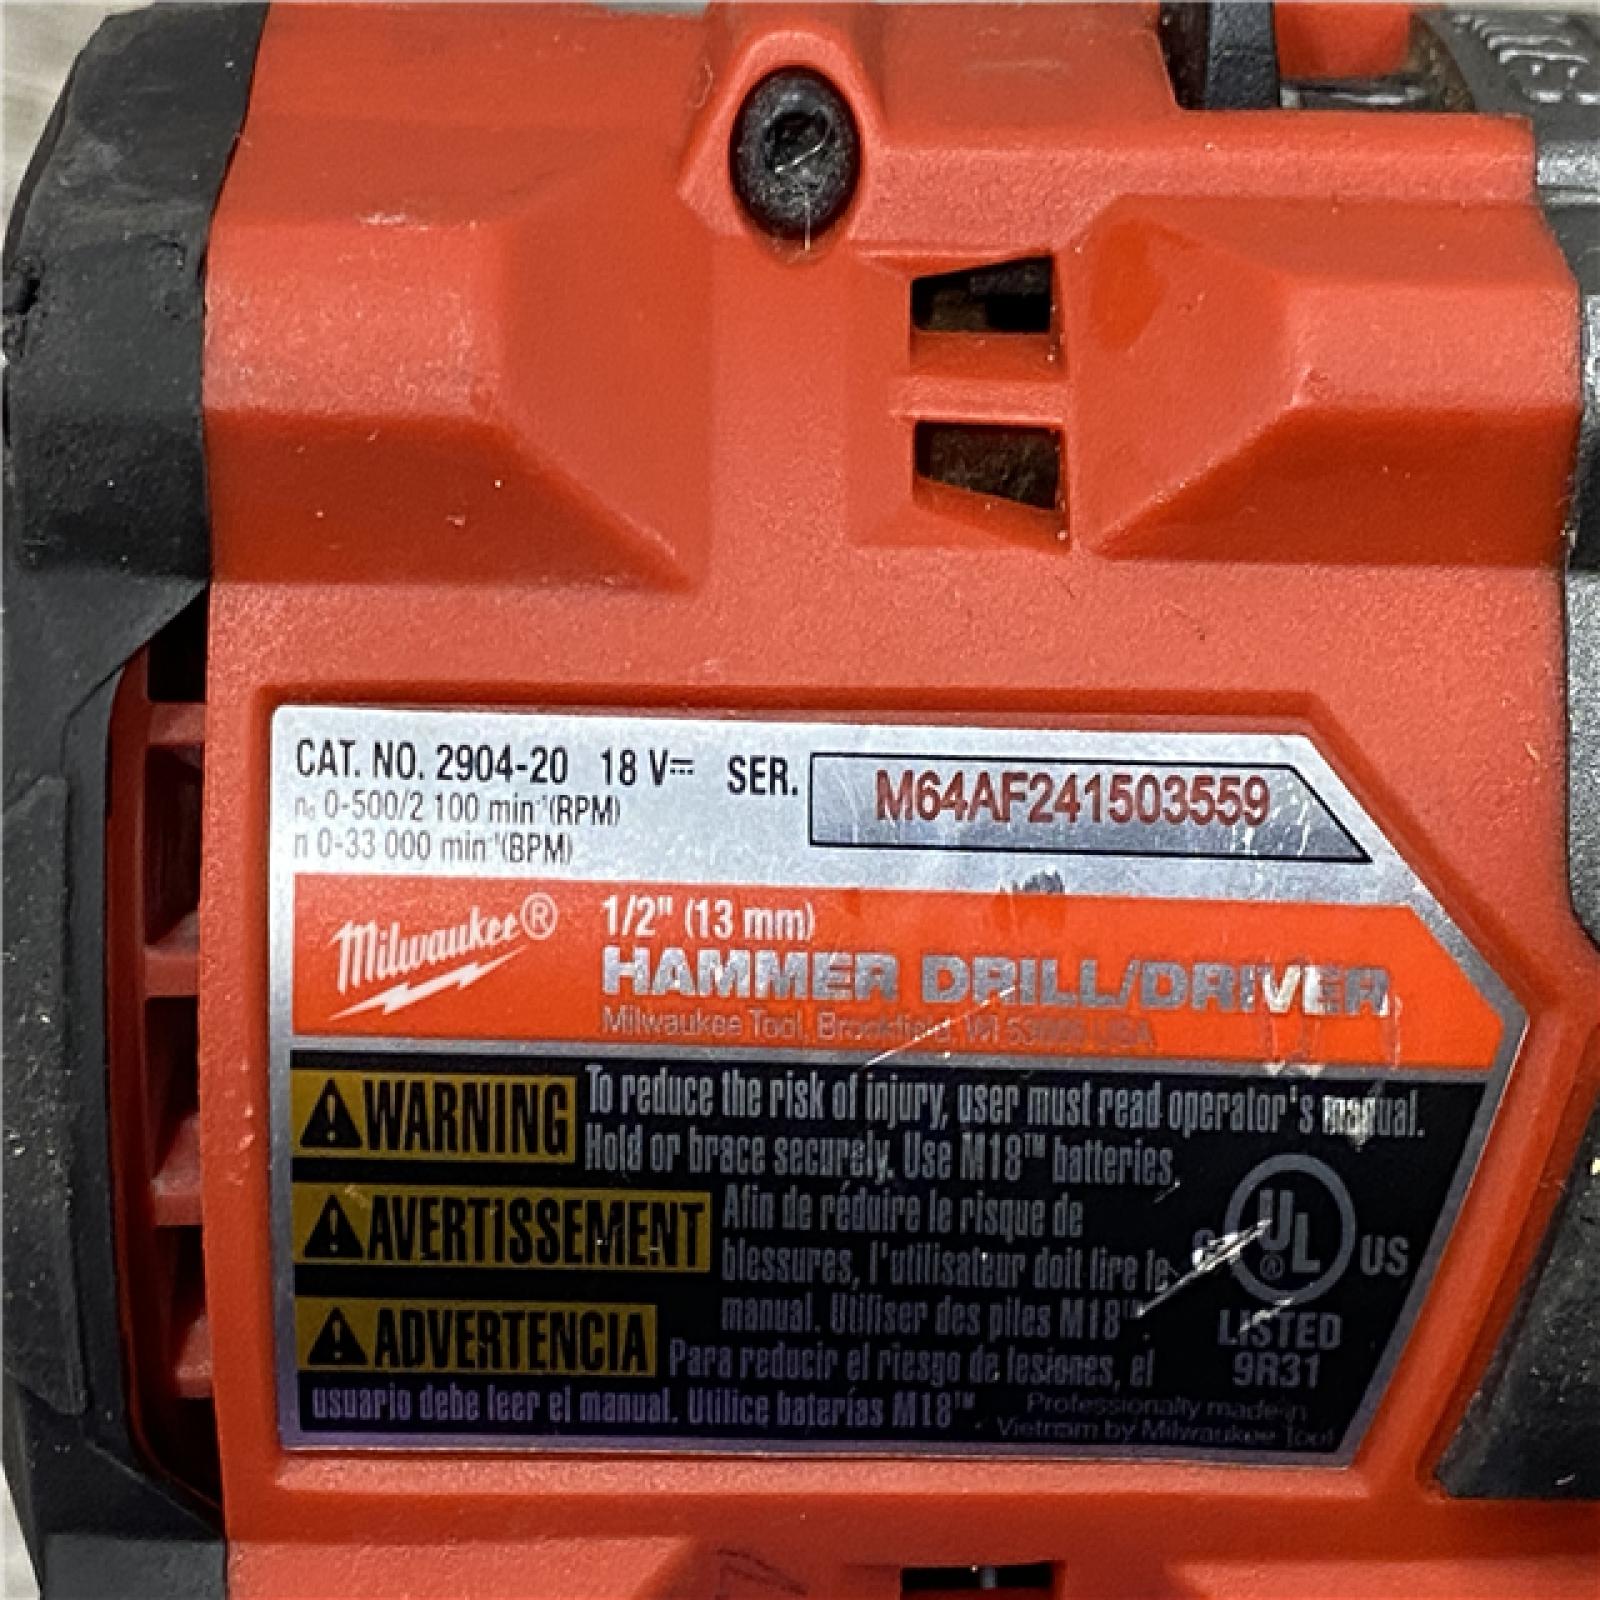 CAT. NO. 2904-20 18 V⎓ SER. M64AF241503559
n₀ 0-500/2 100 min⁻¹(RPM)
n 0-33 000 min⁻¹(BPM)
Milwaukee®
1/2" (13 mm)
HAMMER DRILL/DRIVER
Milwaukee Tool, Brookfield, WI 53005 USA
⚠WARNING To reduce the risk of injury, user must read operator's manual.
Hold or brace securely. Use M18™ batteries.
⚠AVERTISSEMENT Afin de réduire le risque de
blessures, l'utilisateur doit lire le
manual. Utiliser des piles M18™.
⚠ADVERTENCIA Para reducir el riesgo de lesiones, el
usuario debe leer el manual. Utilice baterías M18™.
c UL® US
LISTED
9R31
Professionally made in
Vietnam by Milwaukee Tool